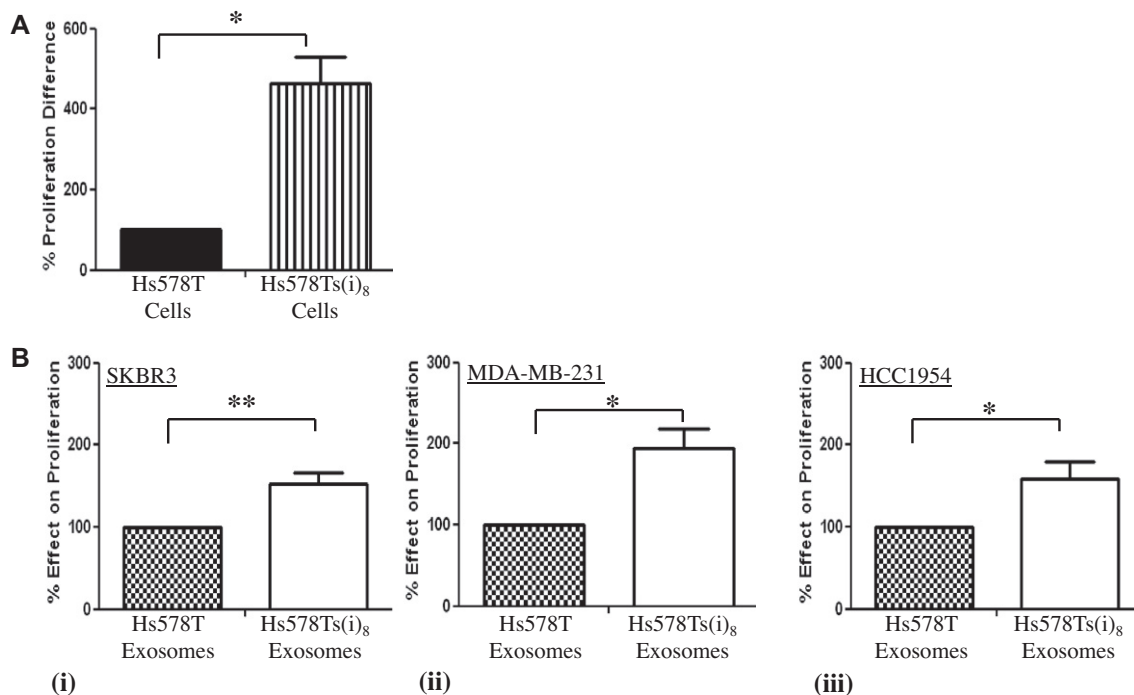 A
% Proliferation Difference
600
400
200
0
*
Hs578T
Cells
Hs578Ts(i)₈
Cells
B
% Effect on Proliferation
300
200
100
0
SKBR3
**
Hs578T
Exosomes
Hs578Ts(i)₈
Exosomes
(i)
% Effect on Proliferation
300
200
100
0
MDA-MB-231
*
Hs578T
Exosomes
Hs578Ts(i)₈
Exosomes
(ii)
% Effect on Proliferation
300
200
100
0
HCC1954
*
Hs578T
Exosomes
Hs578Ts(i)₈
Exosomes
(iii)